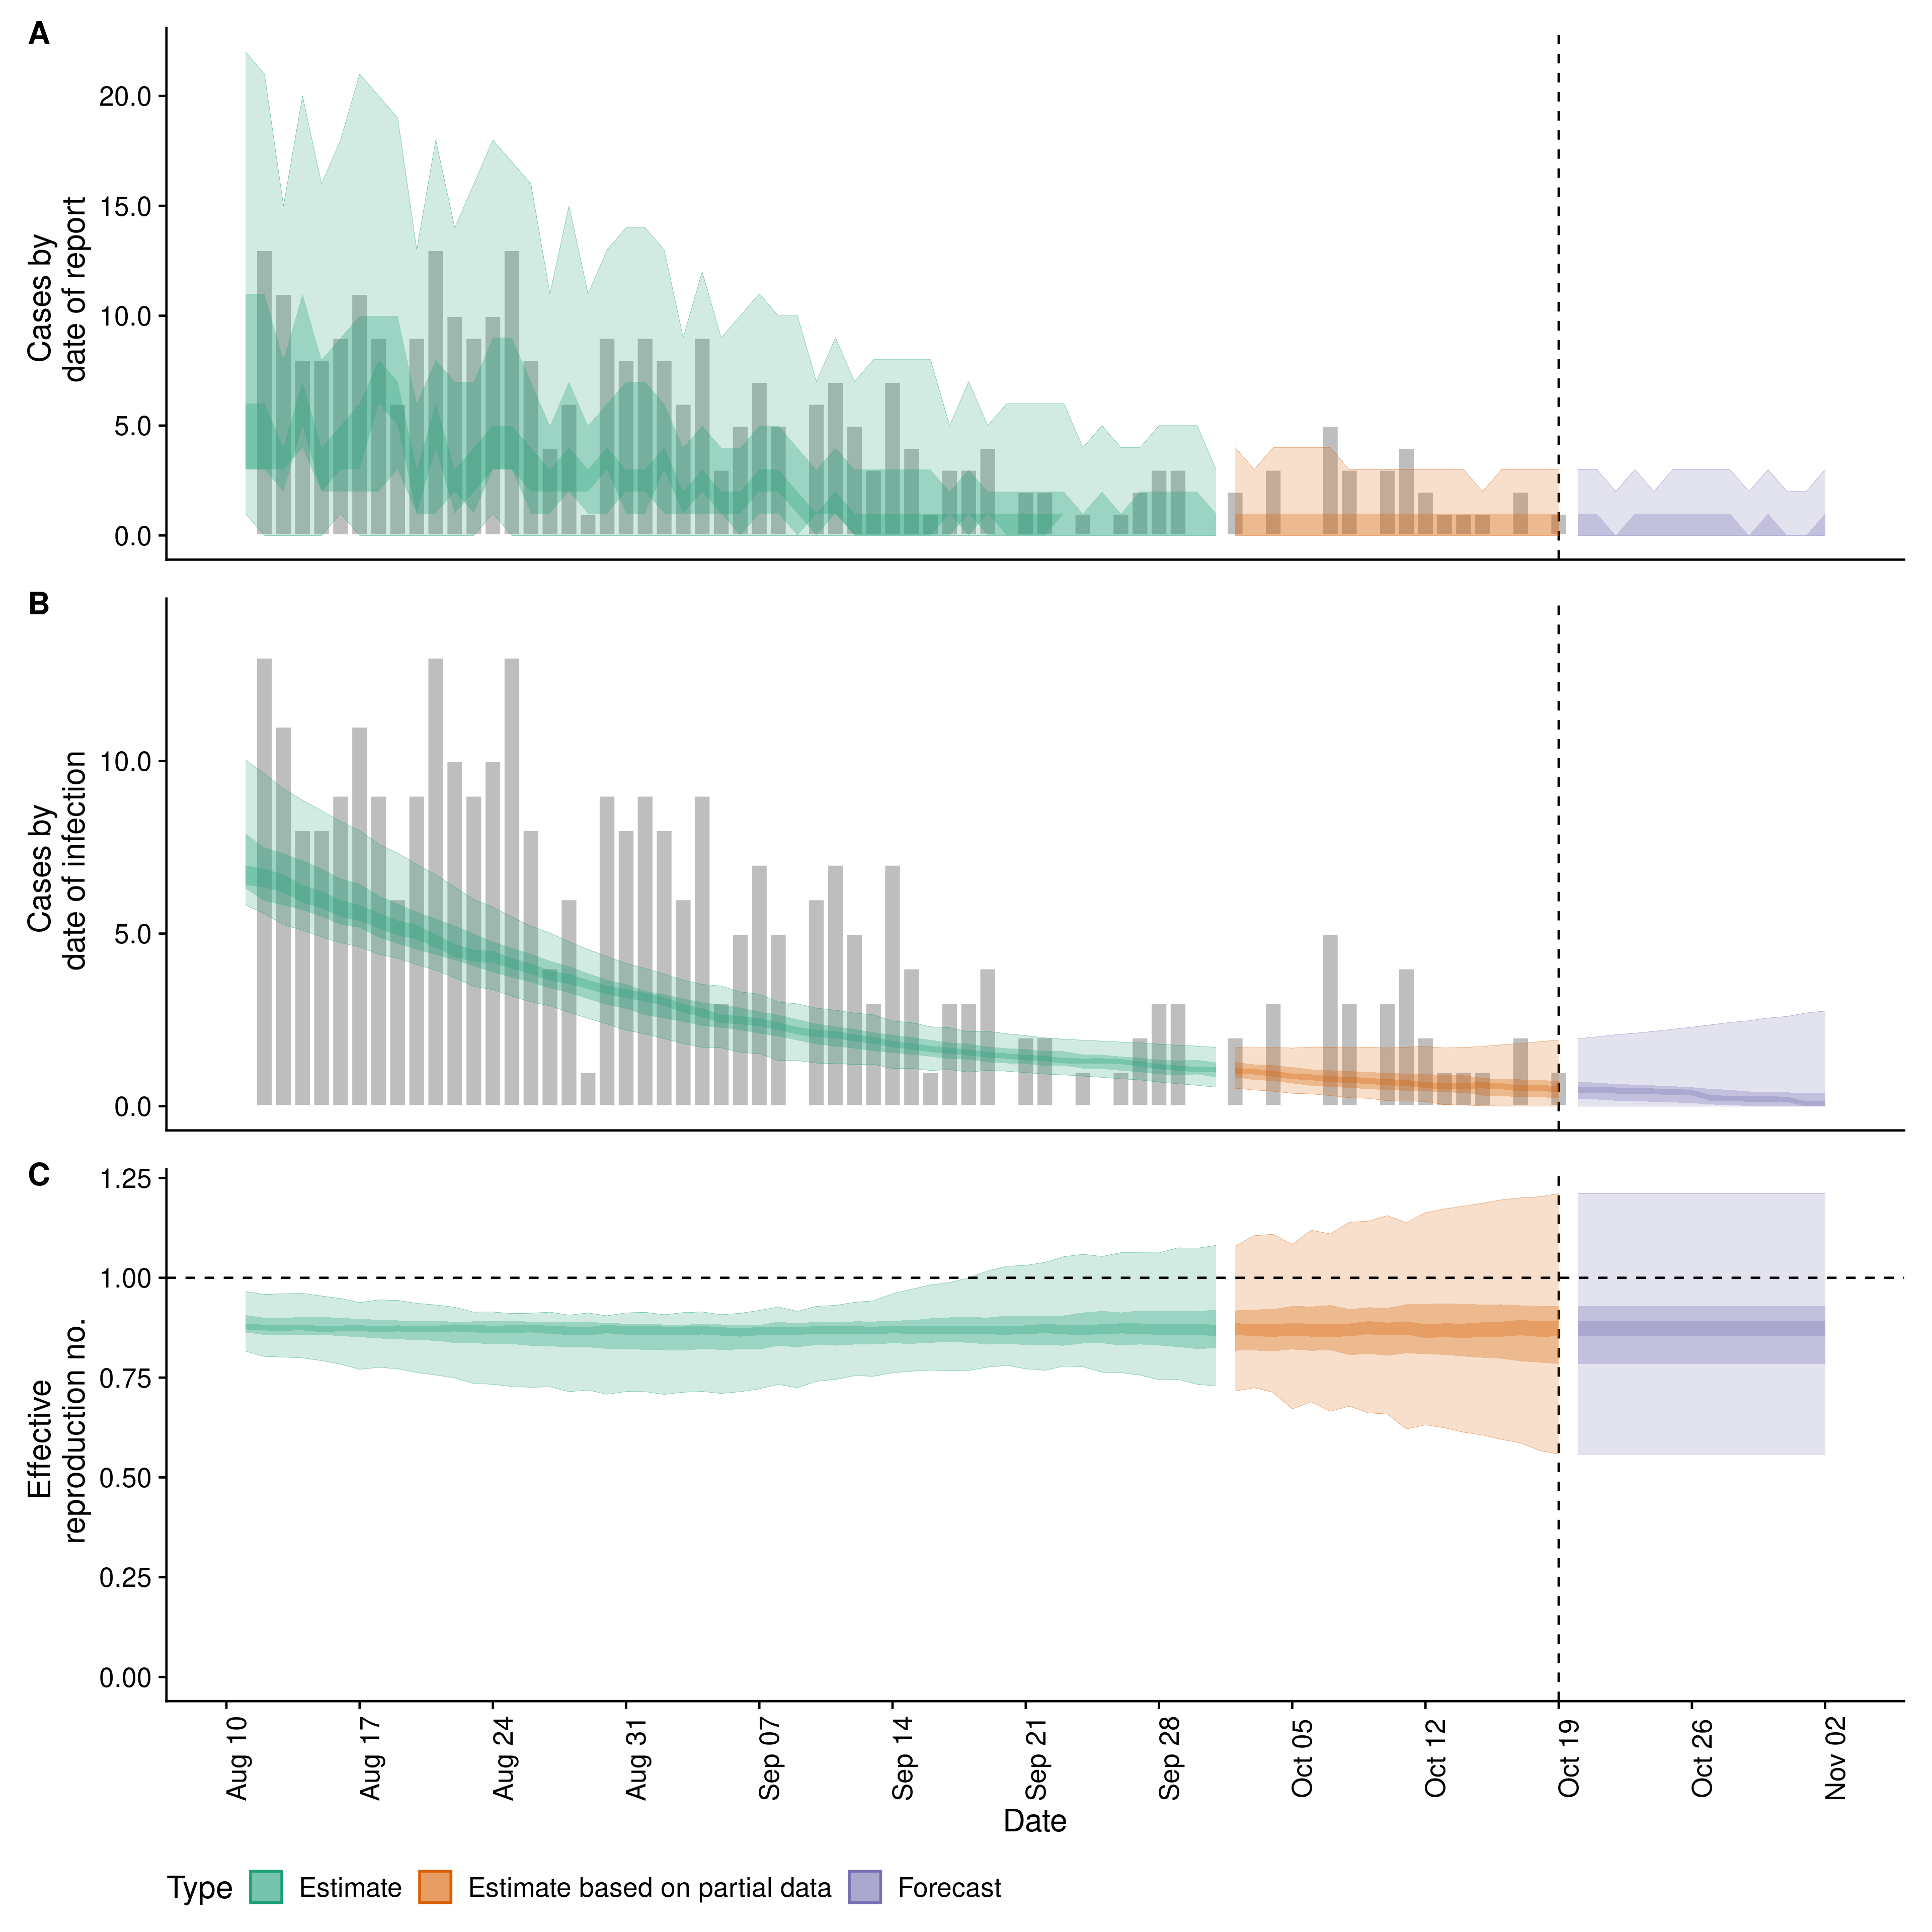 A
20.0
15.0
10.0
5.0
0.0
Cases by
date of report
B
10.0
5.0
0.0
Cases by
date of infection
C
1.25
1.00
0.75
0.50
0.25
0.00
Effective
reproduction no.
Aug 10
Aug 17
Aug 24
Aug 31
Sep 07
Sep 14
Sep 21
Sep 28
Oct 05
Oct 12
Oct 19
Oct 26
Nov 02
Date
Type
Estimate
Estimate based on partial data
Forecast